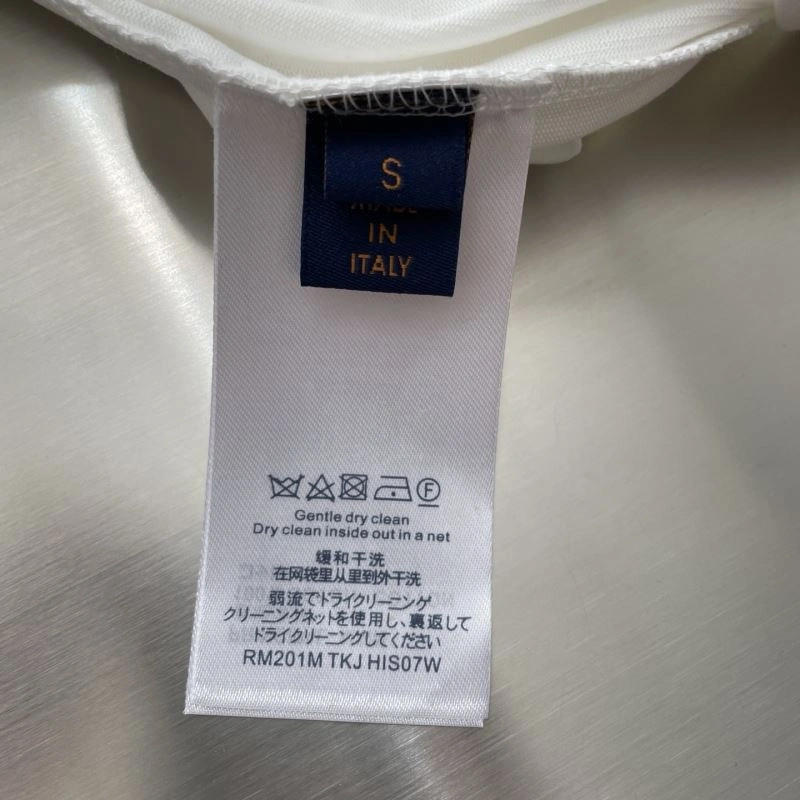 S
MADE
IN
ITALY
Gentle dry clean
Dry clean inside out in a net
缓和干洗
在网袋里从里到外干洗
弱流でドライクリーニング
クリーニングネットを使用し、裏返して
ドライクリーニングしてください
RM201M TKJ HIS07W